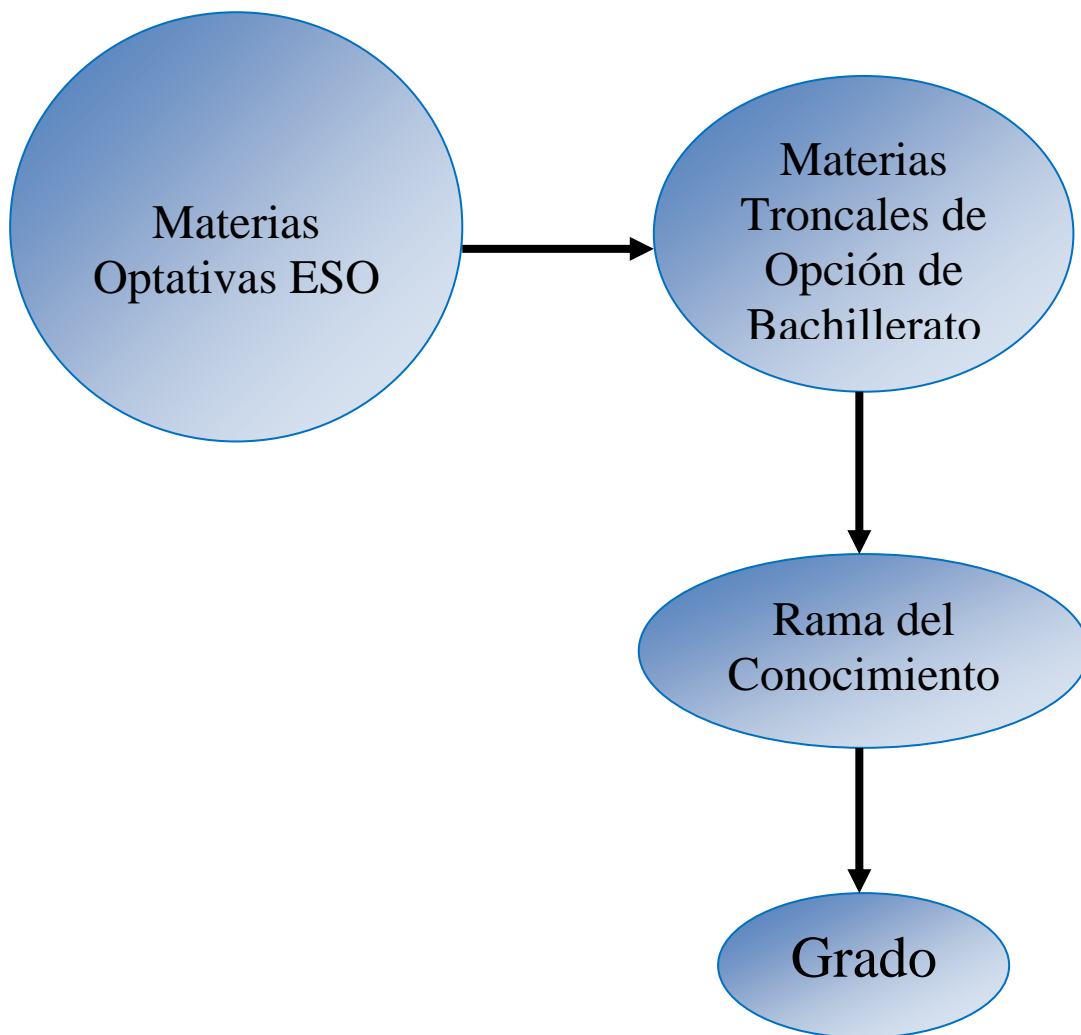 Materias
Optativas ESO
Materias
Troncales de
Opción de
Bachillerato
Rama del
Conocimiento
Grado